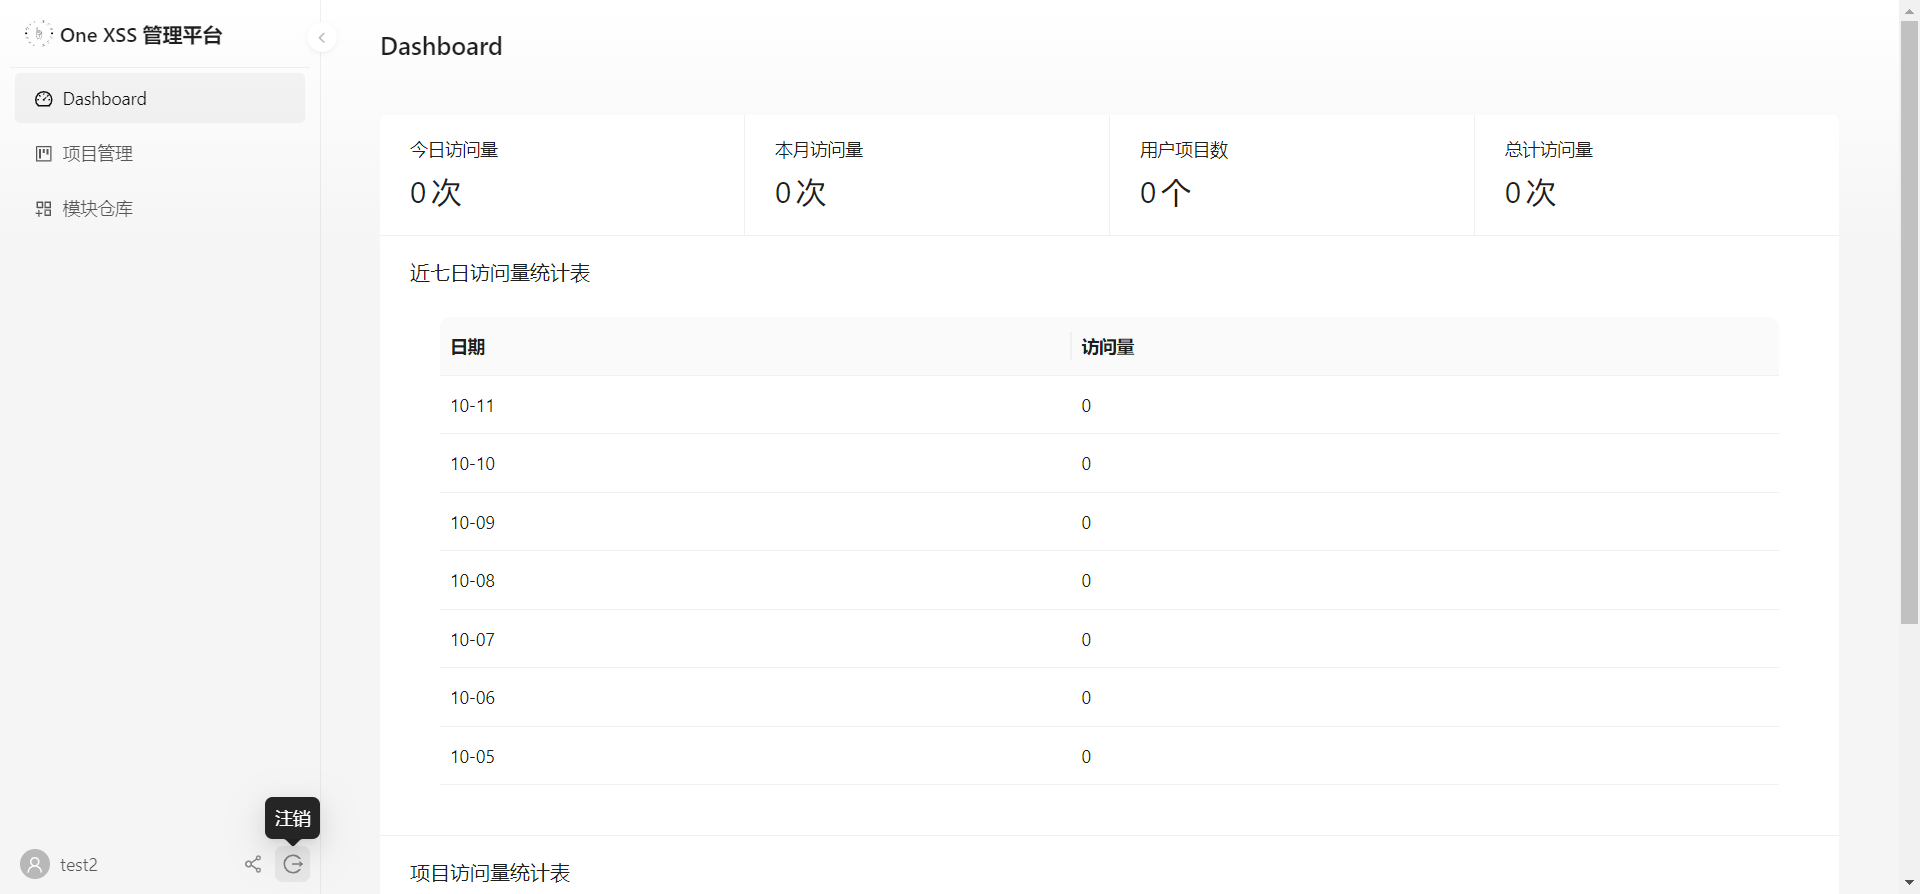 One XSS 管理平台
Dashboard
项目管理
模块仓库
注销
test2
Dashboard
今日访问量
0 次
本月访问量
0 次
用户项目数
0 个
总计访问量
0 次
近七日访问量统计表
日期 访问量
10-11 0
10-10 0
10-09 0
10-08 0
10-07 0
10-06 0
10-05 0
项目访问量统计表